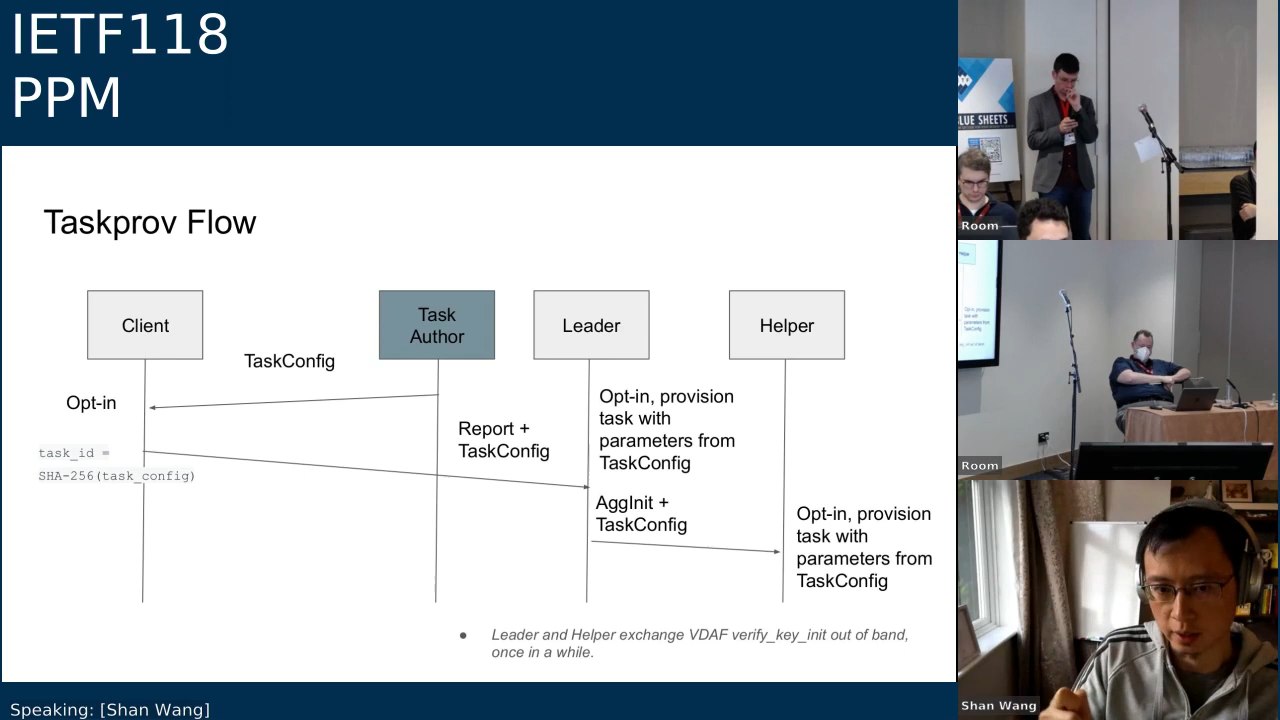 IETF118
PPM
Taskprov Flow
Client
Task
Author
Leader
Helper
TaskConfig
Opt-in
task_id =
SHA-256(task_config)
Report +
TaskConfig
Opt-in, provision
task with
parameters from
TaskConfig
AggInit +
TaskConfig
Opt-in, provision
task with
parameters from
TaskConfig
● Leader and Helper exchange VDAF verify_key_init out of band,
once in a while.
Speaking: [Shan Wang]
BLUE SHEETS
Room
Room
Shan Wang